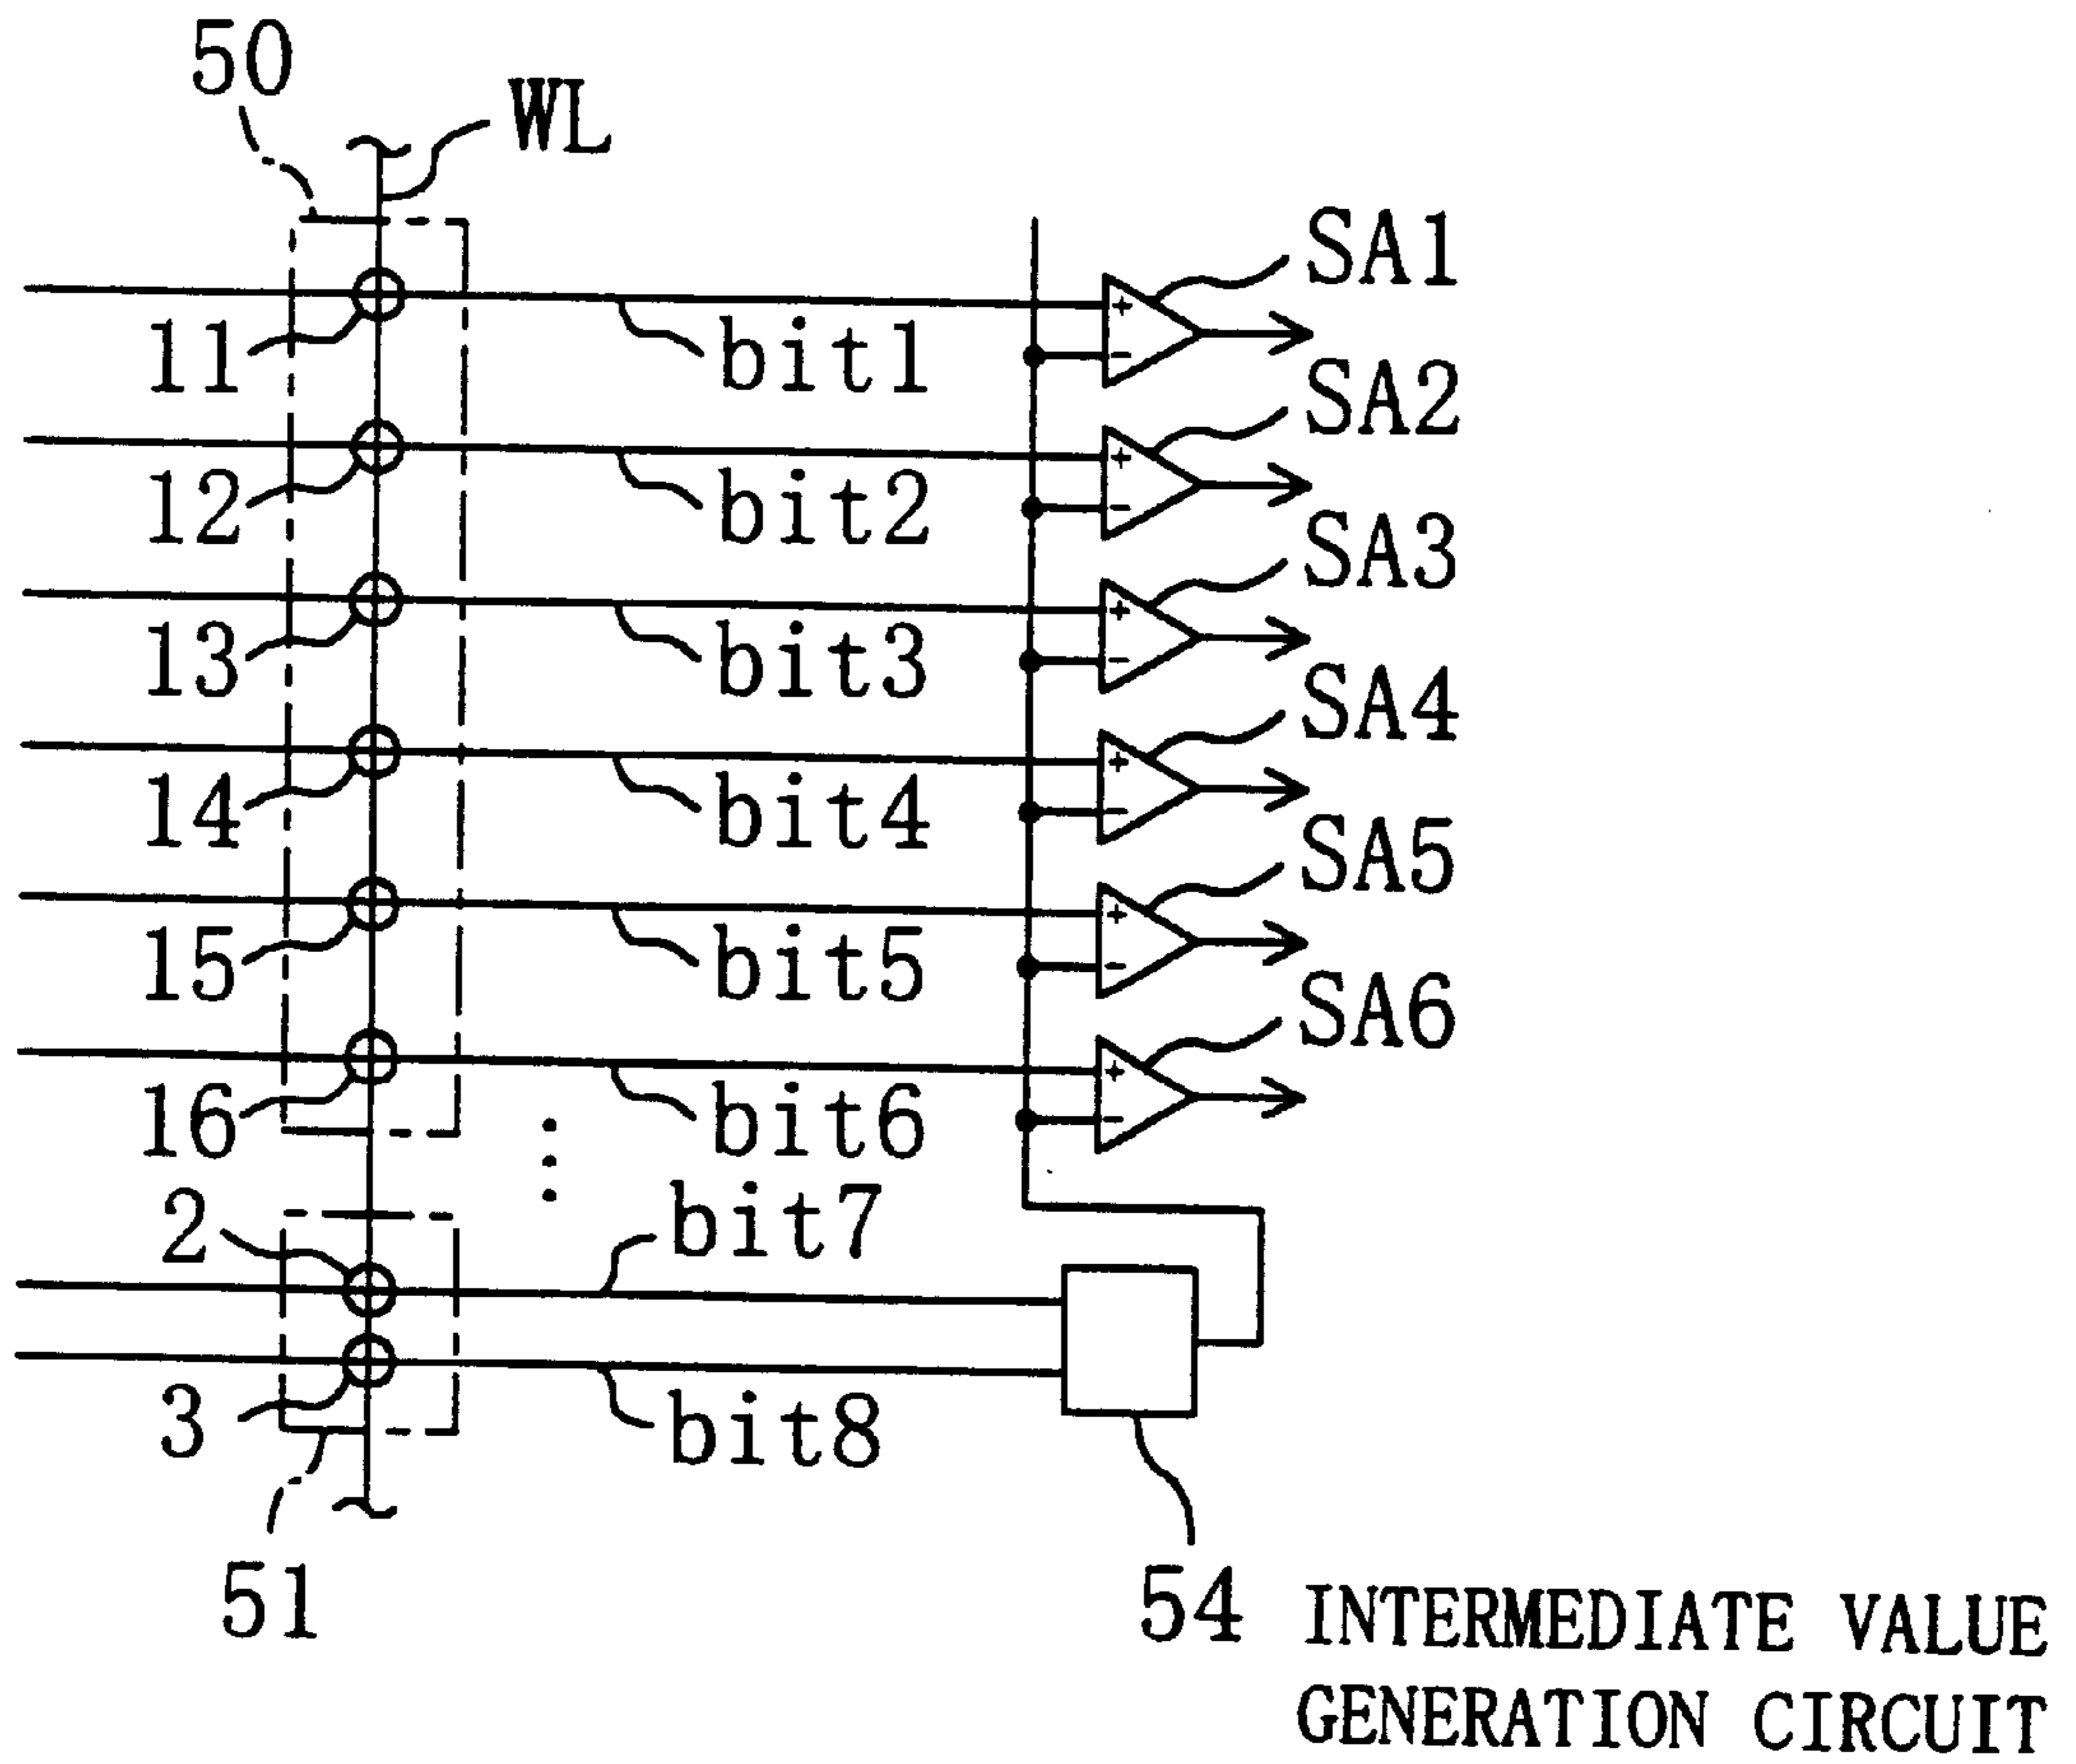 50
WL
SA1
11
bit1
SA2
12
bit2
SA3
13
bit3
SA4
14
bit4
SA5
15
bit5
SA6
16
bit6
2
bit7
3
bit8
51
54 INTERMEDIATE VALUE
GENERATION CIRCUIT